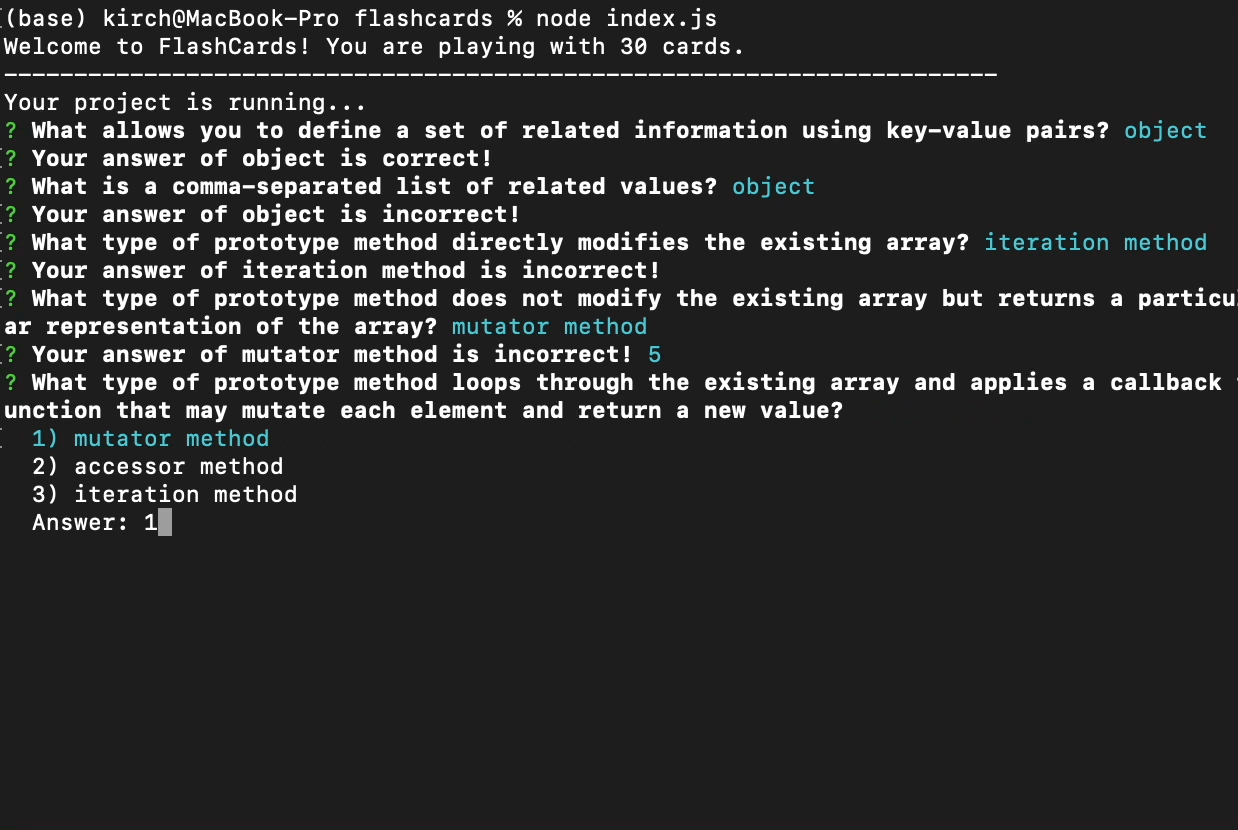 (base) kirch@MacBook-Pro flashcards % node index.js
Welcome to FlashCards! You are playing with 30 cards.
-----------------------------------------------------------------------
Your project is running...
? What allows you to define a set of related information using key-value pairs? object
? Your answer of object is correct!
? What is a comma-separated list of related values? object
? Your answer of object is incorrect!
? What type of prototype method directly modifies the existing array? iteration method
? Your answer of iteration method is incorrect!
? What type of prototype method does not modify the existing array but returns a particul
ar representation of the array? mutator method
? Your answer of mutator method is incorrect! 5
? What type of prototype method loops through the existing array and applies a callback f
unction that may mutate each element and return a new value?
1) mutator method
2) accessor method
3) iteration method
Answer: 1